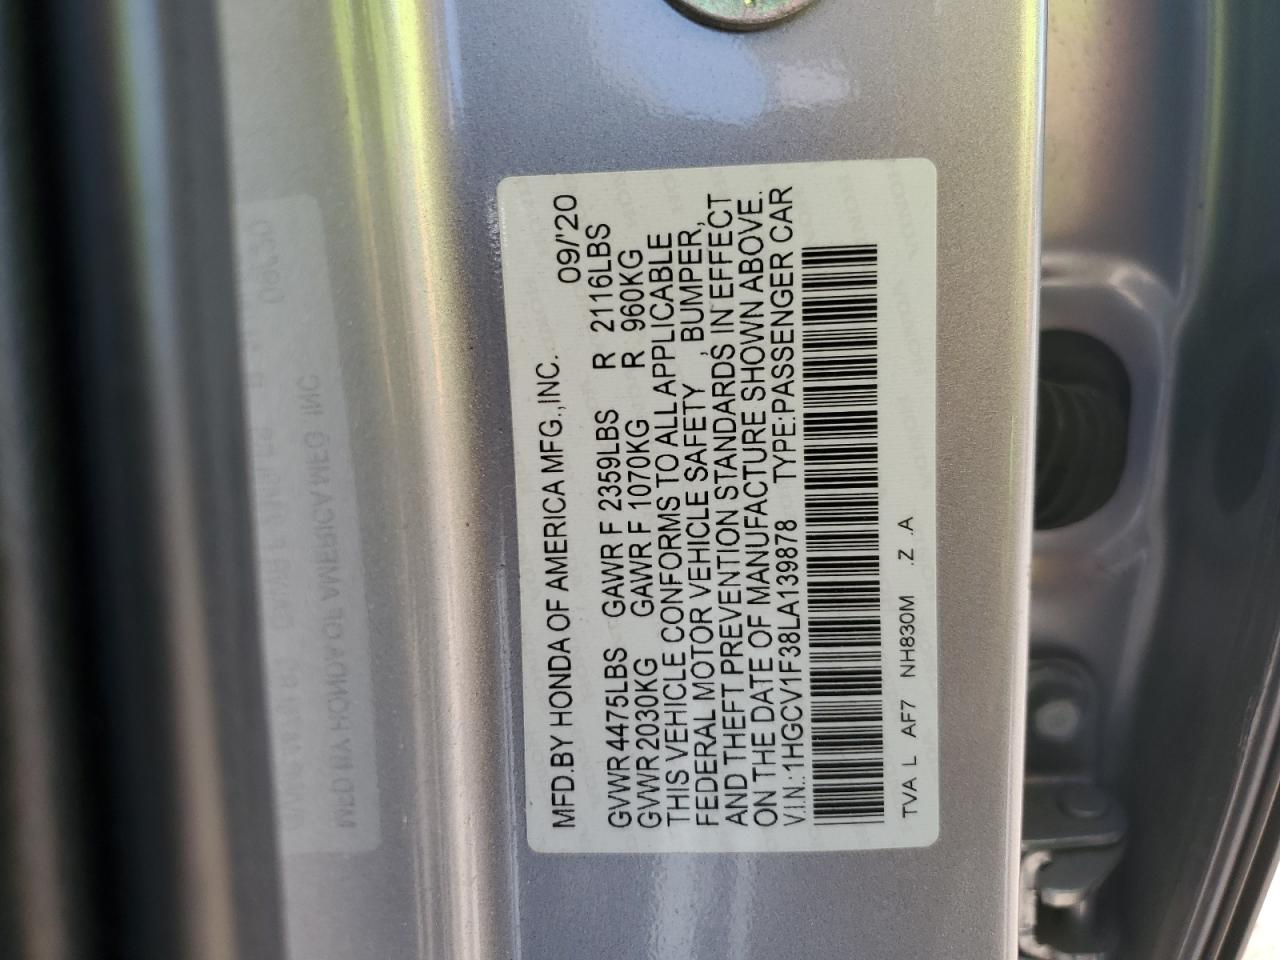 MFD.BY HONDA OF AMERICA MFG.,INC. 09/'20
GVWR 4475LBS GAWR F 2359LBS R 2116LBS
GVWR 2030KG GAWR F 1070KG R 960KG
THIS VEHICLE CONFORMS TO ALL APPLICABLE
FEDERAL MOTOR VEHICLE SAFETY , BUMPER,
AND THEFT PREVENTION STANDARDS IN EFFECT
ON THE DATE OF MANUFACTURE SHOWN ABOVE.
V.I.N.:1HGCV1F38LA139878 TYPE:PASSENGER CAR
TVA L AF7 NH830M .Z .A